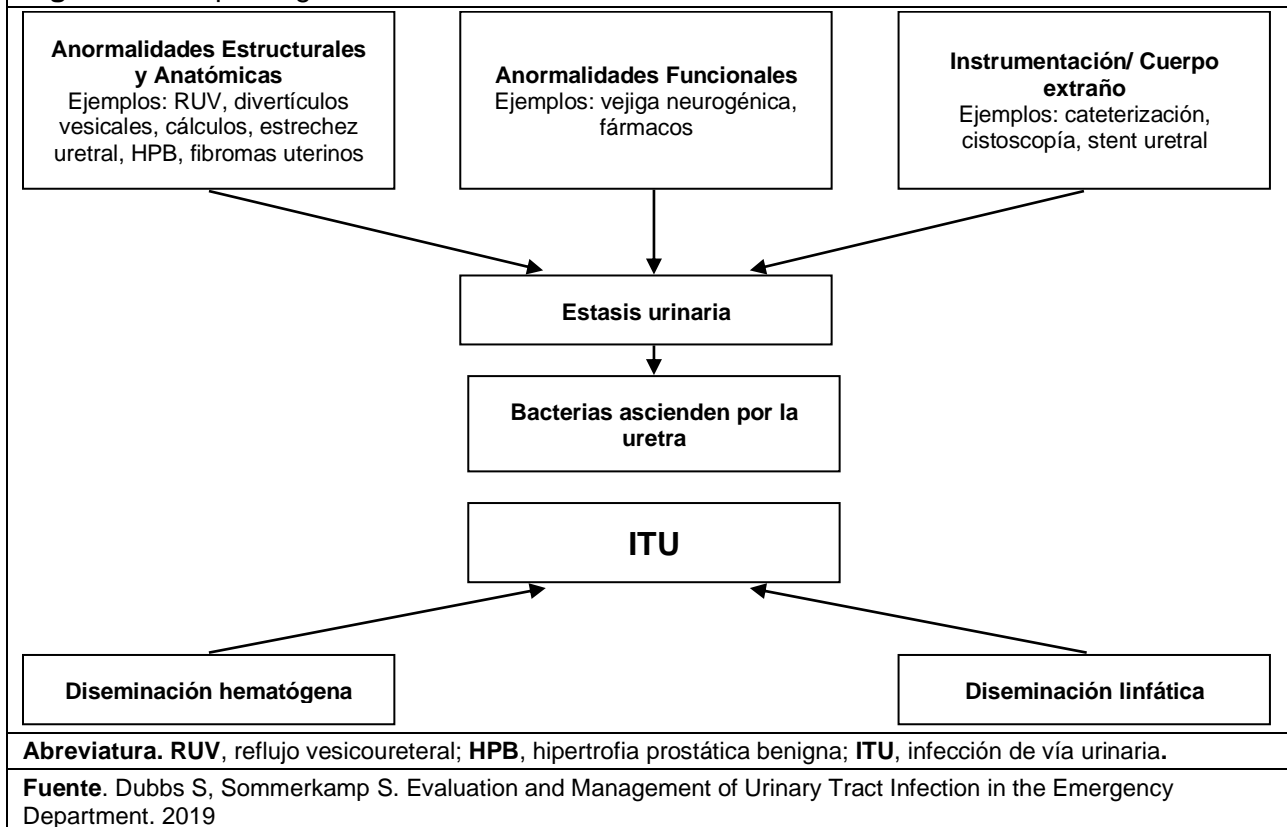 Anormalidades Estructurales
y Anatómicas
Ejemplos: RUV, divertículos
vesicales, cálculos, estrechez
uretral, HPB, fibromas uterinos
Anormalidades Funcionales
Ejemplos: vejiga neurogénica,
fármacos
Instrumentación/ Cuerpo
extraño
Ejemplos: cateterización,
cistoscopía, stent uretral
Estasis urinaria
Bacterias ascienden por la
uretra
ITU
Diseminación hematógena
Diseminación linfática
Abreviatura. RUV, reflujo vesicoureteral; HPB, hipertrofia prostática benigna; ITU, infección de vía urinaria.
Fuente. Dubbs S, Sommerkamp S. Evaluation and Management of Urinary Tract Infection in the Emergency
Department. 2019